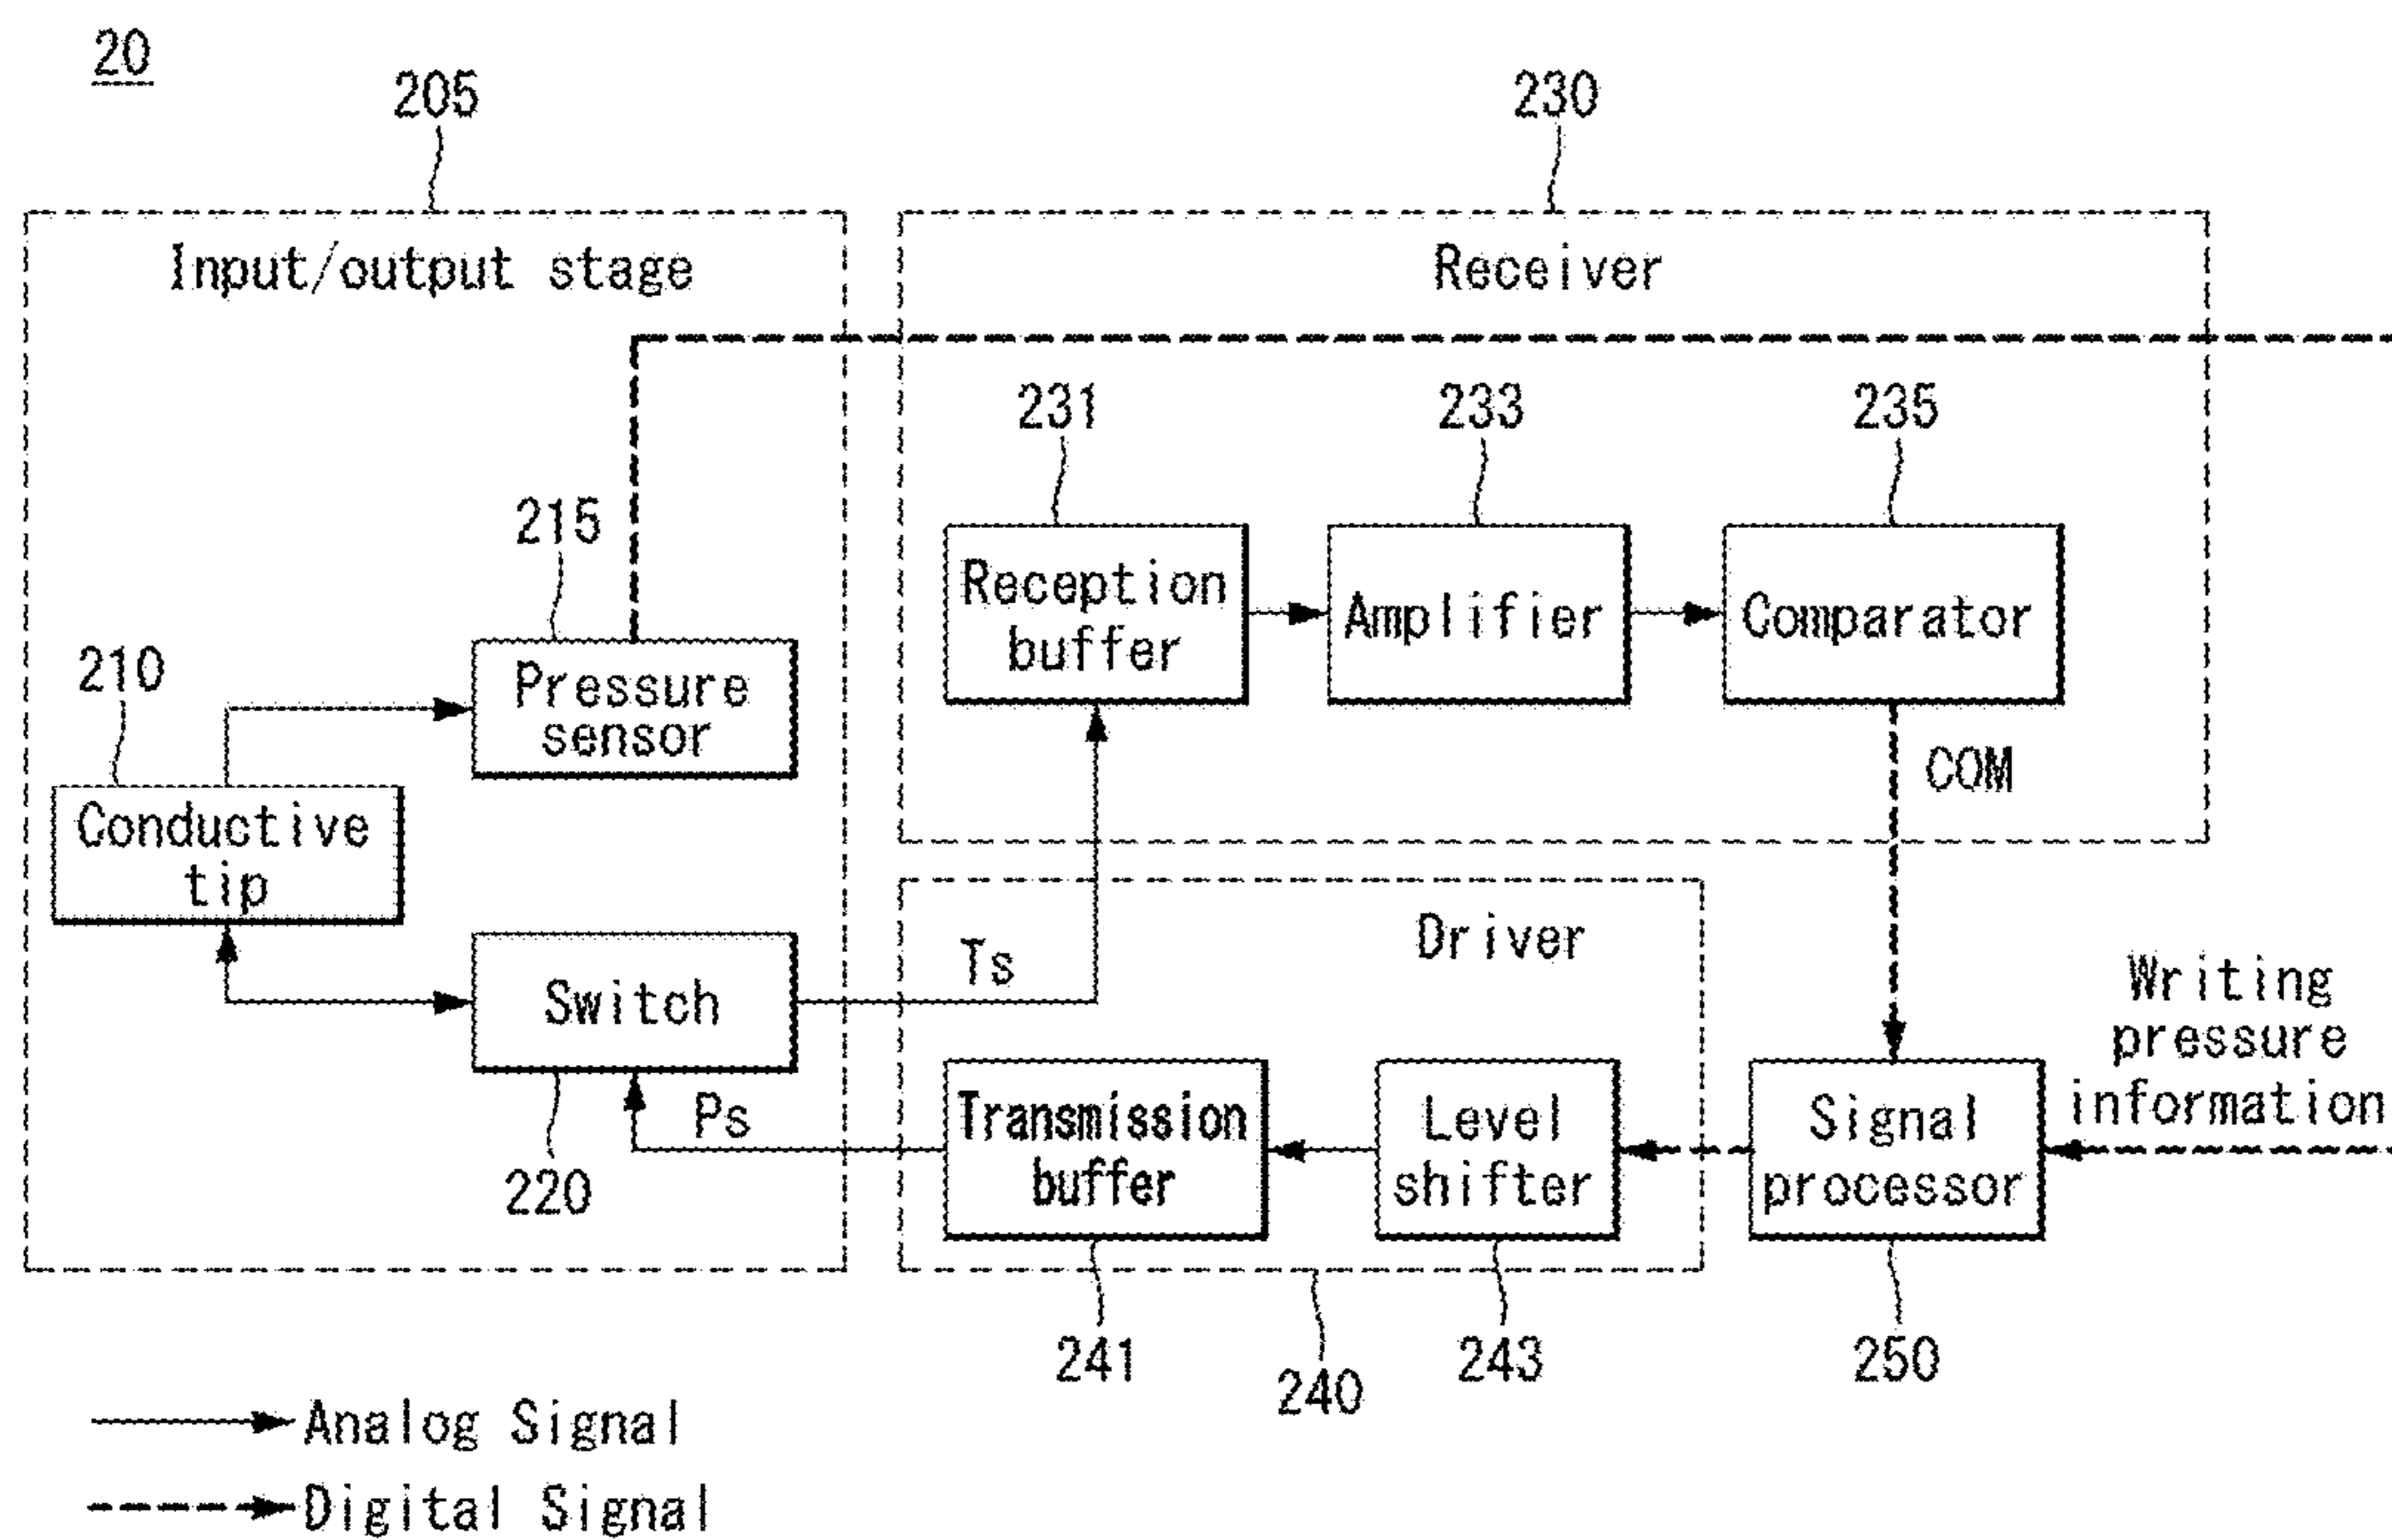 20
205
230
Input/output stage
Receiver
231
233
235
215
Reception
buffer
Amplifier
Comparator
210
Pressure
sensor
COM
Conductive
tip
Driver
Ts
Switch
Writing
pressure
information
Ps
Transmission
buffer
Level
shifter
Signal
processor
220
241
240
243
250
Analog Signal
Digital Signal